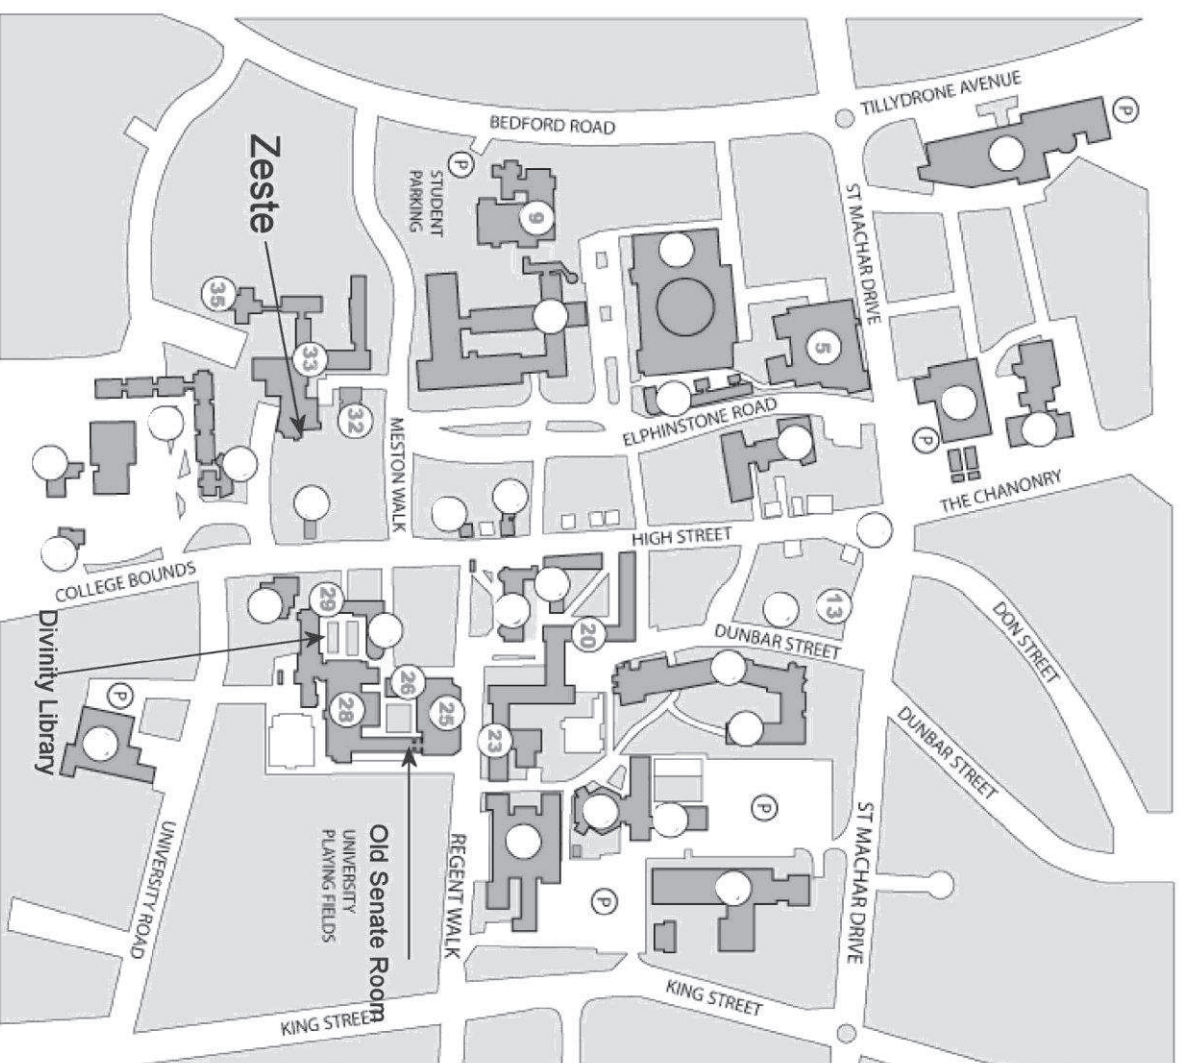 TILLYDRONE AVENUE
P
BEDFORD ROAD
P
STUDENT
PARKING
Zeste
ST MACHAR DRIVE
9
35
33
32
5
P
ELPHINSTONE ROAD
MESTON WALK
THE CHANONRY
HIGH STREET
COLLEGE BOUNDS
DON STREET
29
13
20
DUNBAR STREET
Divinity Library
P
26
28
25
23
DUNBAR STREET
P
UNIVERSITY ROAD
Old Senate Room
UNIVERSITY
PLAYING FIELDS
REGENT WALK
ST MACHAR DRIVE
P
KING STREET
KING STREET